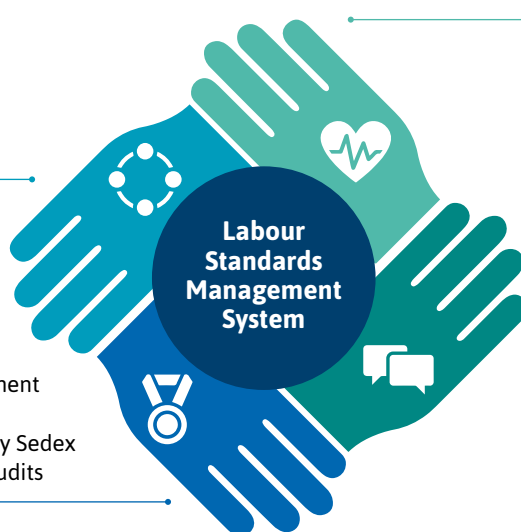 Labour
Standards
Management
System
ment
y Sedex
udits